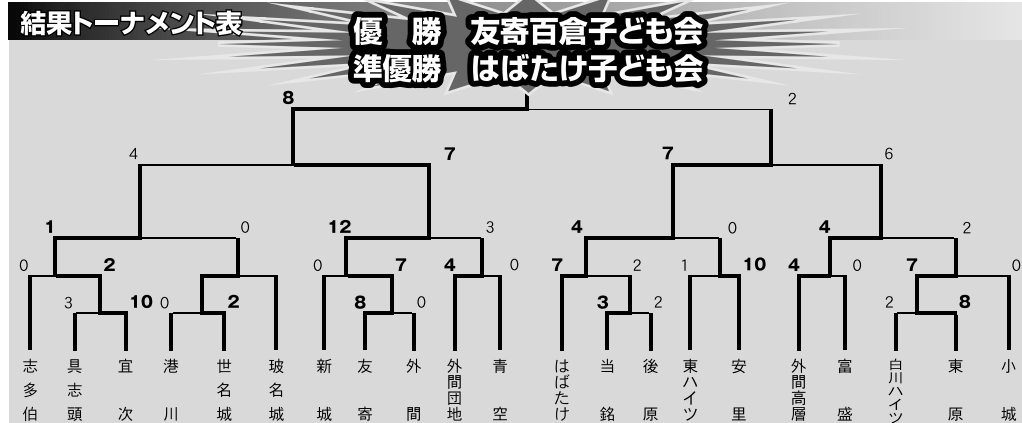 結果トーナメント表
優　勝　友寄百倉子ども会
準優勝　はばたけ子ども会
8 2
4 7 7 6
1 0 12 3 4 0 4 2
0 2 0 7 4 0 7 2 1 10 4 0 7 0
3 10 0 2 8 0 3 2 2 8
志多伯
具志頭
宜次
港川
世名城
玻名城
新城
友寄
外間
外間団地
青空
はばたけ
当銘
後原
東ハイツ
安里
外間高層
富盛
白川ハイツ
東原
小城